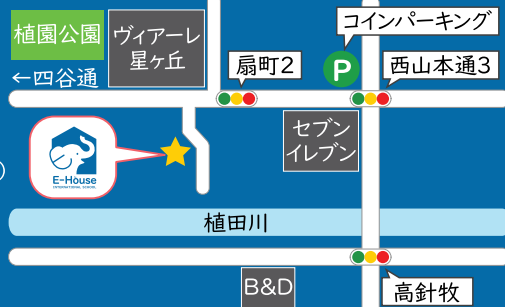 植園公園
ヴィアーレ
星ヶ丘
コインパーキング
P
←四谷通
扇町2
西山本通3
セブン
イレブン
E-House
INTERNATIONAL SCHOOL
植田川
B&D
高針牧